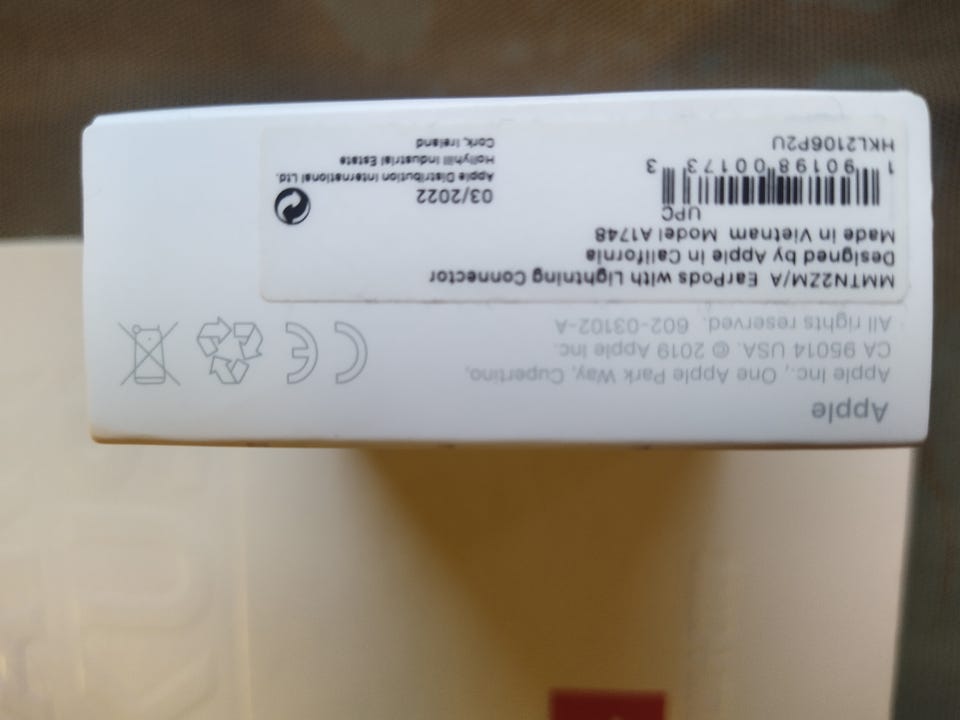 Apple
Apple Inc., One Apple Park Way, Cupertino,
CA 95014 USA. © 2019 Apple Inc.
All rights reserved. 602-03102-A
MMTN2ZM/A EarPods with Lightning Connector
Designed by Apple in California
Made in Vietnam Model A1748
UPC
1 90198 00173 3
HKL2106P2U
03/2022
Apple Distribution International Ltd.
Hollyhill Industrial Estate
Cork, Ireland
CE